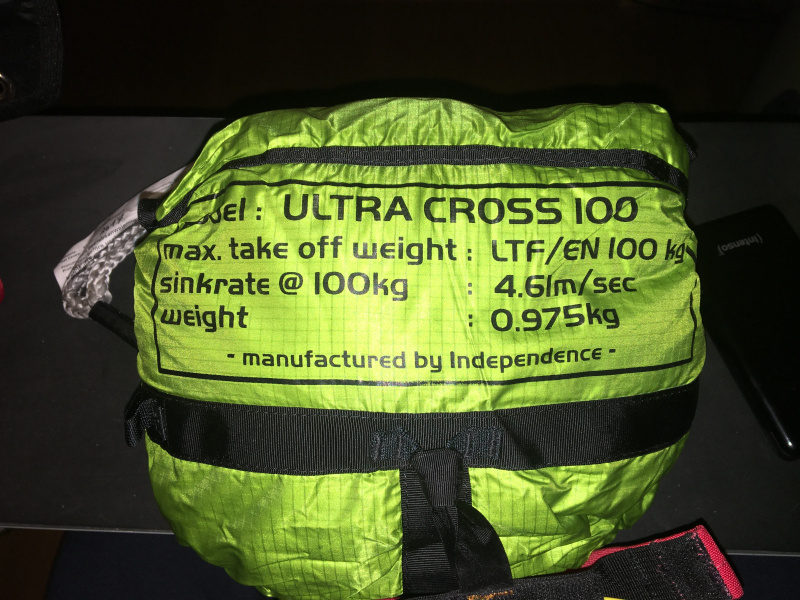 ULTRA CROSS 100
max. take off weight : LTF/EN 100 kg
sinkrate @ 100kg : 4.61m/sec
weight : 0.975kg
- manufactured by Independence -
(intenso)